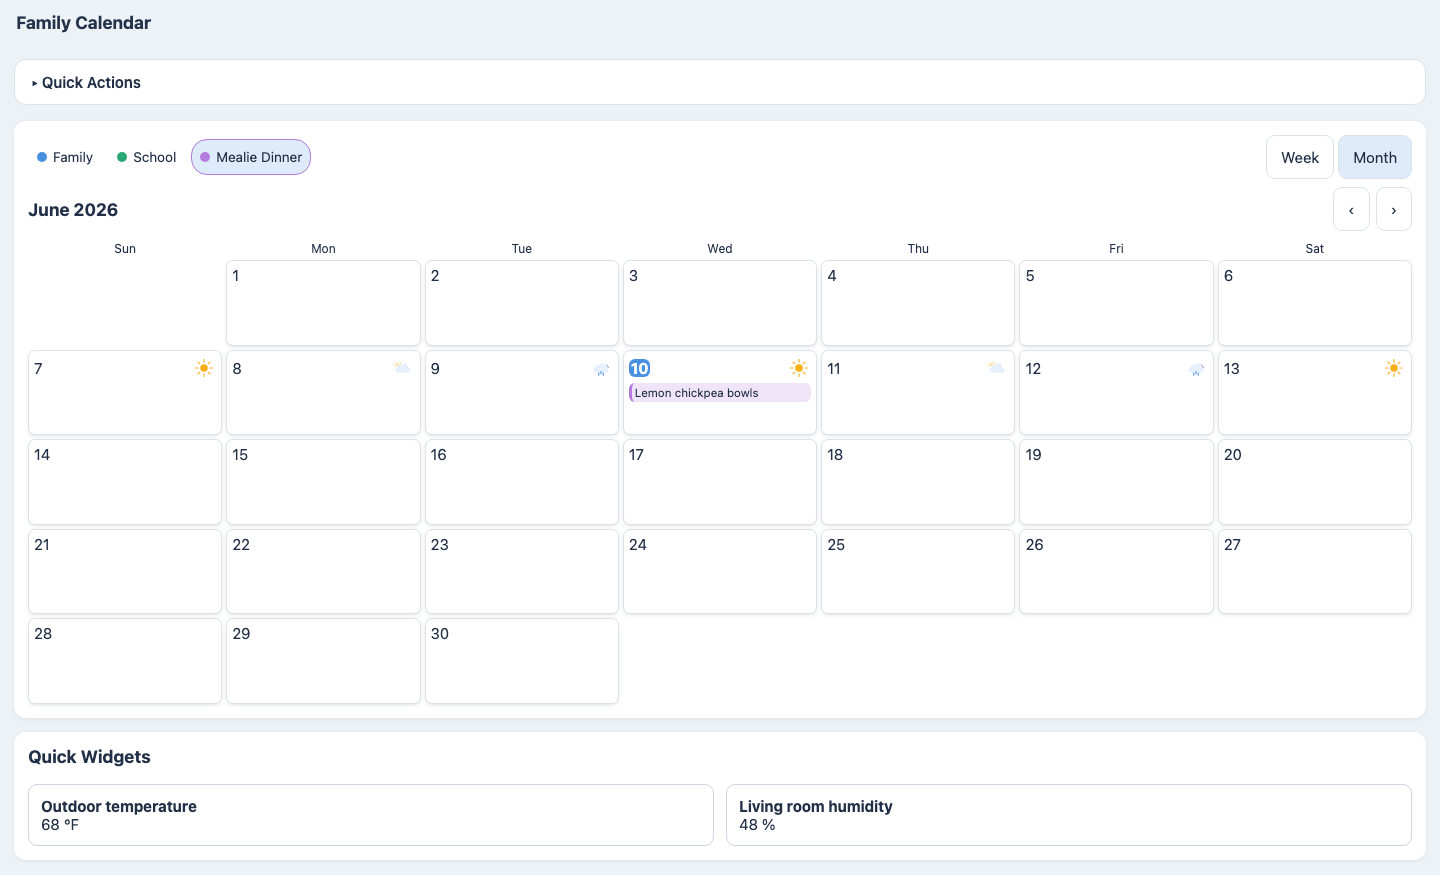 Family Calendar
▸ Quick Actions
Family School Mealie Dinner Week Month
June 2026 ‹ ›
Sun Mon Tue Wed Thu Fri Sat
1 2 3 4 5 6
7 8 9 10 11 12 13
Lemon chickpea bowls
14 15 16 17 18 19 20
21 22 23 24 25 26 27
28 29 30
Quick Widgets
Outdoor temperature Living room humidity
68 °F 48 %